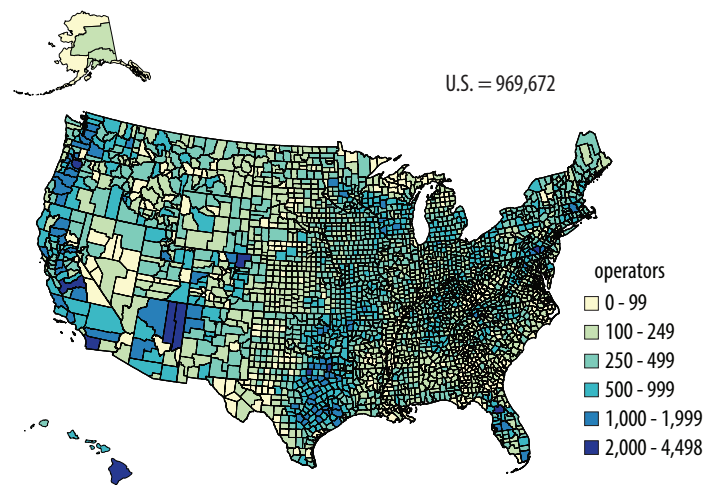 U.S. = 969,672
operators
0 - 99
100 - 249
250 - 499
500 - 999
1,000 - 1,999
2,000 - 4,498